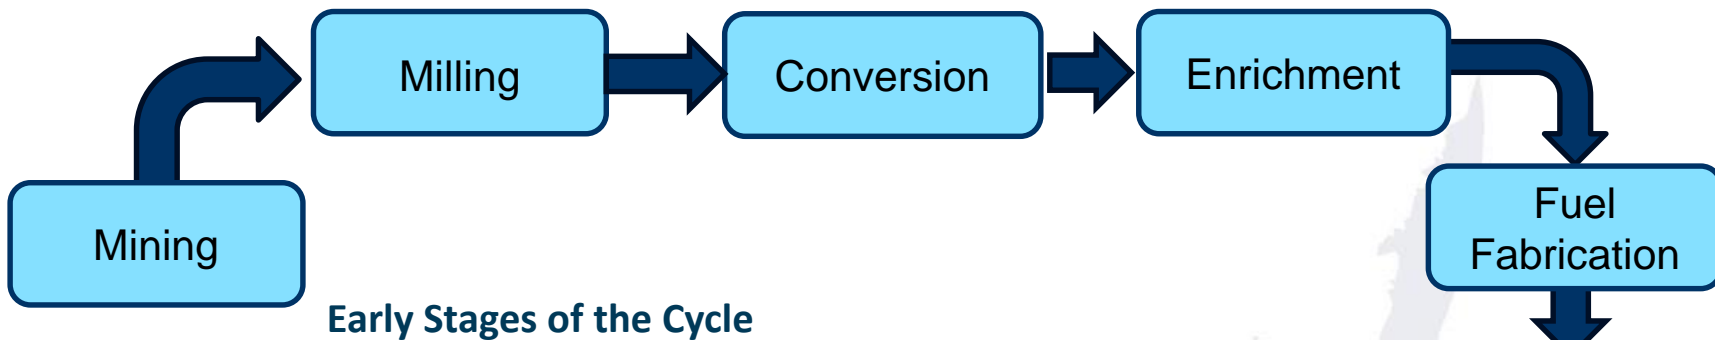 Milling
Conversion
Enrichment
Mining
Fuel
Fabrication
Early Stages of the Cycle